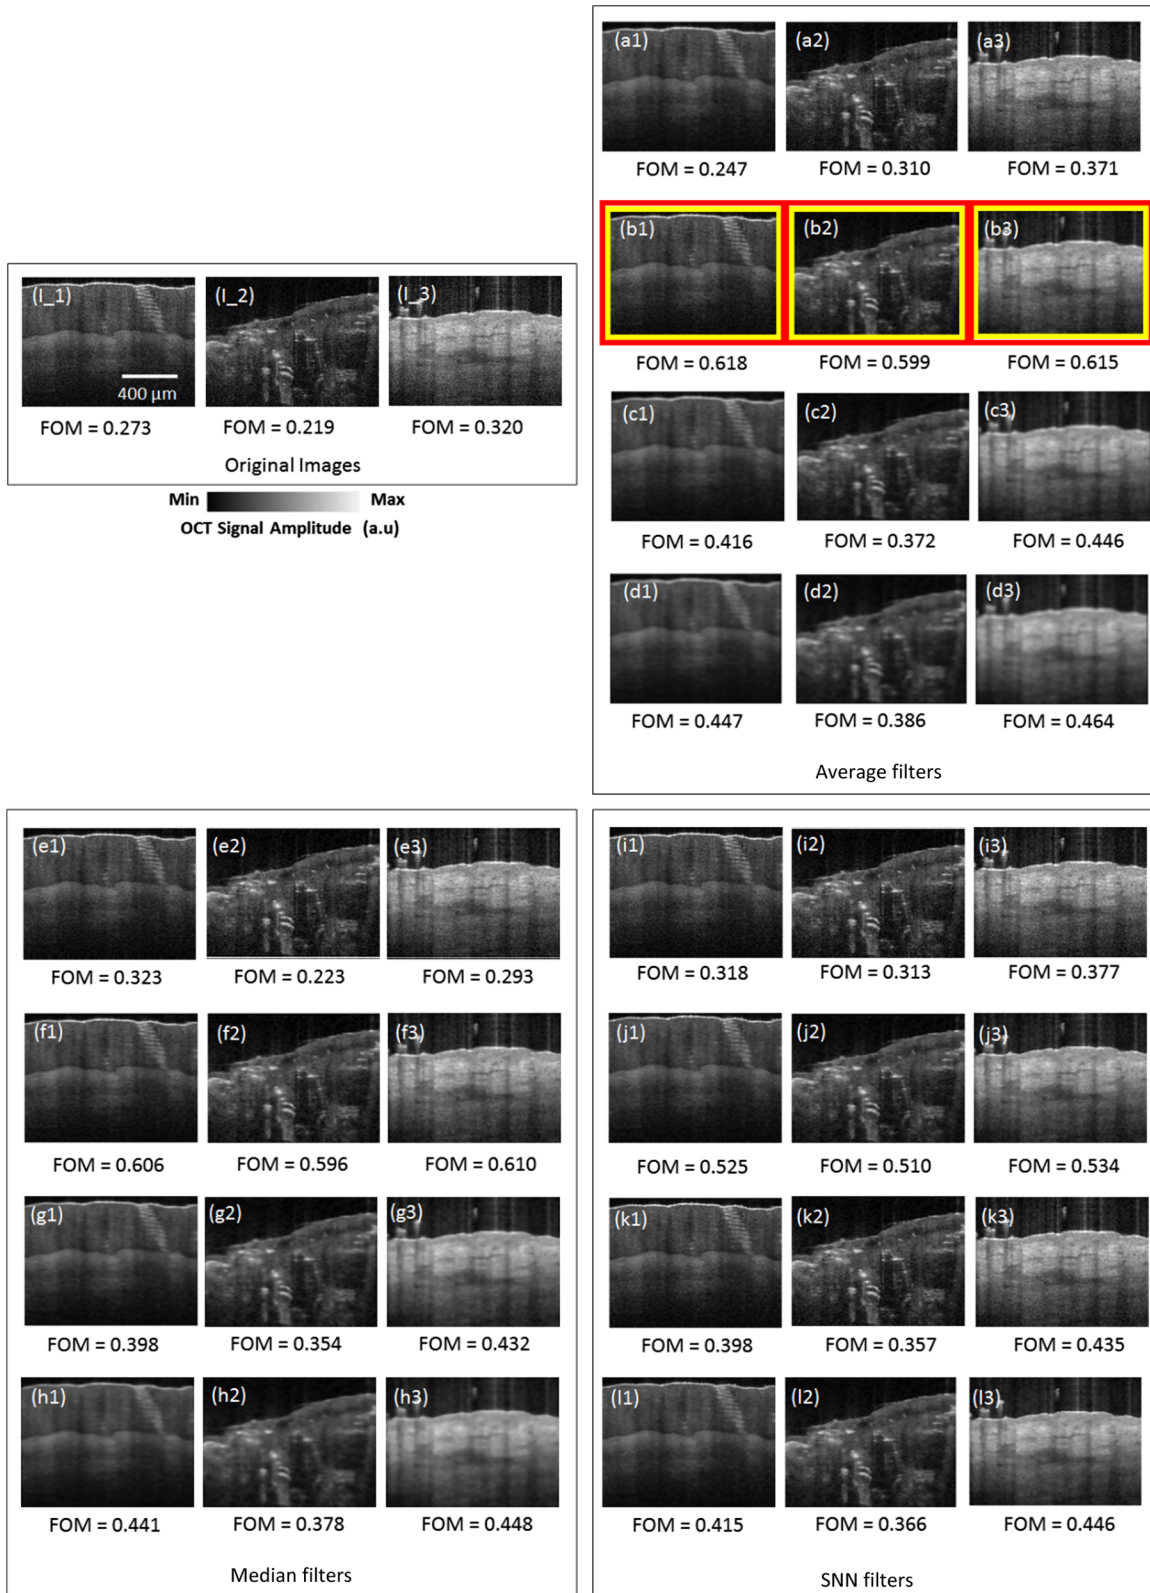 (a1) (a2) (a3)
FOM = 0.247 FOM = 0.310 FOM = 0.371
(b1) (b2) (b3)
FOM = 0.618 FOM = 0.599 FOM = 0.615
(c1) (c2) (c3)
FOM = 0.416 FOM = 0.372 FOM = 0.446
(d1) (d2) (d3)
FOM = 0.447 FOM = 0.386 FOM = 0.464
Average filters
(I_1) (I_2) (I_3)
400 µm
FOM = 0.273 FOM = 0.219 FOM = 0.320
Original Images
Min Max
OCT Signal Amplitude (a.u)
(e1) (e2) (e3)
FOM = 0.323 FOM = 0.223 FOM = 0.293
(f1) (f2) (f3)
FOM = 0.606 FOM = 0.596 FOM = 0.610
(g1) (g2) (g3)
FOM = 0.398 FOM = 0.354 FOM = 0.432
(h1) (h2) (h3)
FOM = 0.441 FOM = 0.378 FOM = 0.448
Median filters
(i1) (i2) (i3)
FOM = 0.318 FOM = 0.313 FOM = 0.377
(j1) (j2) (j3)
FOM = 0.525 FOM = 0.510 FOM = 0.534
(k1) (k2) (k3)
FOM = 0.398 FOM = 0.357 FOM = 0.435
(l1) (l2) (l3)
FOM = 0.415 FOM = 0.366 FOM = 0.446
SNN filters